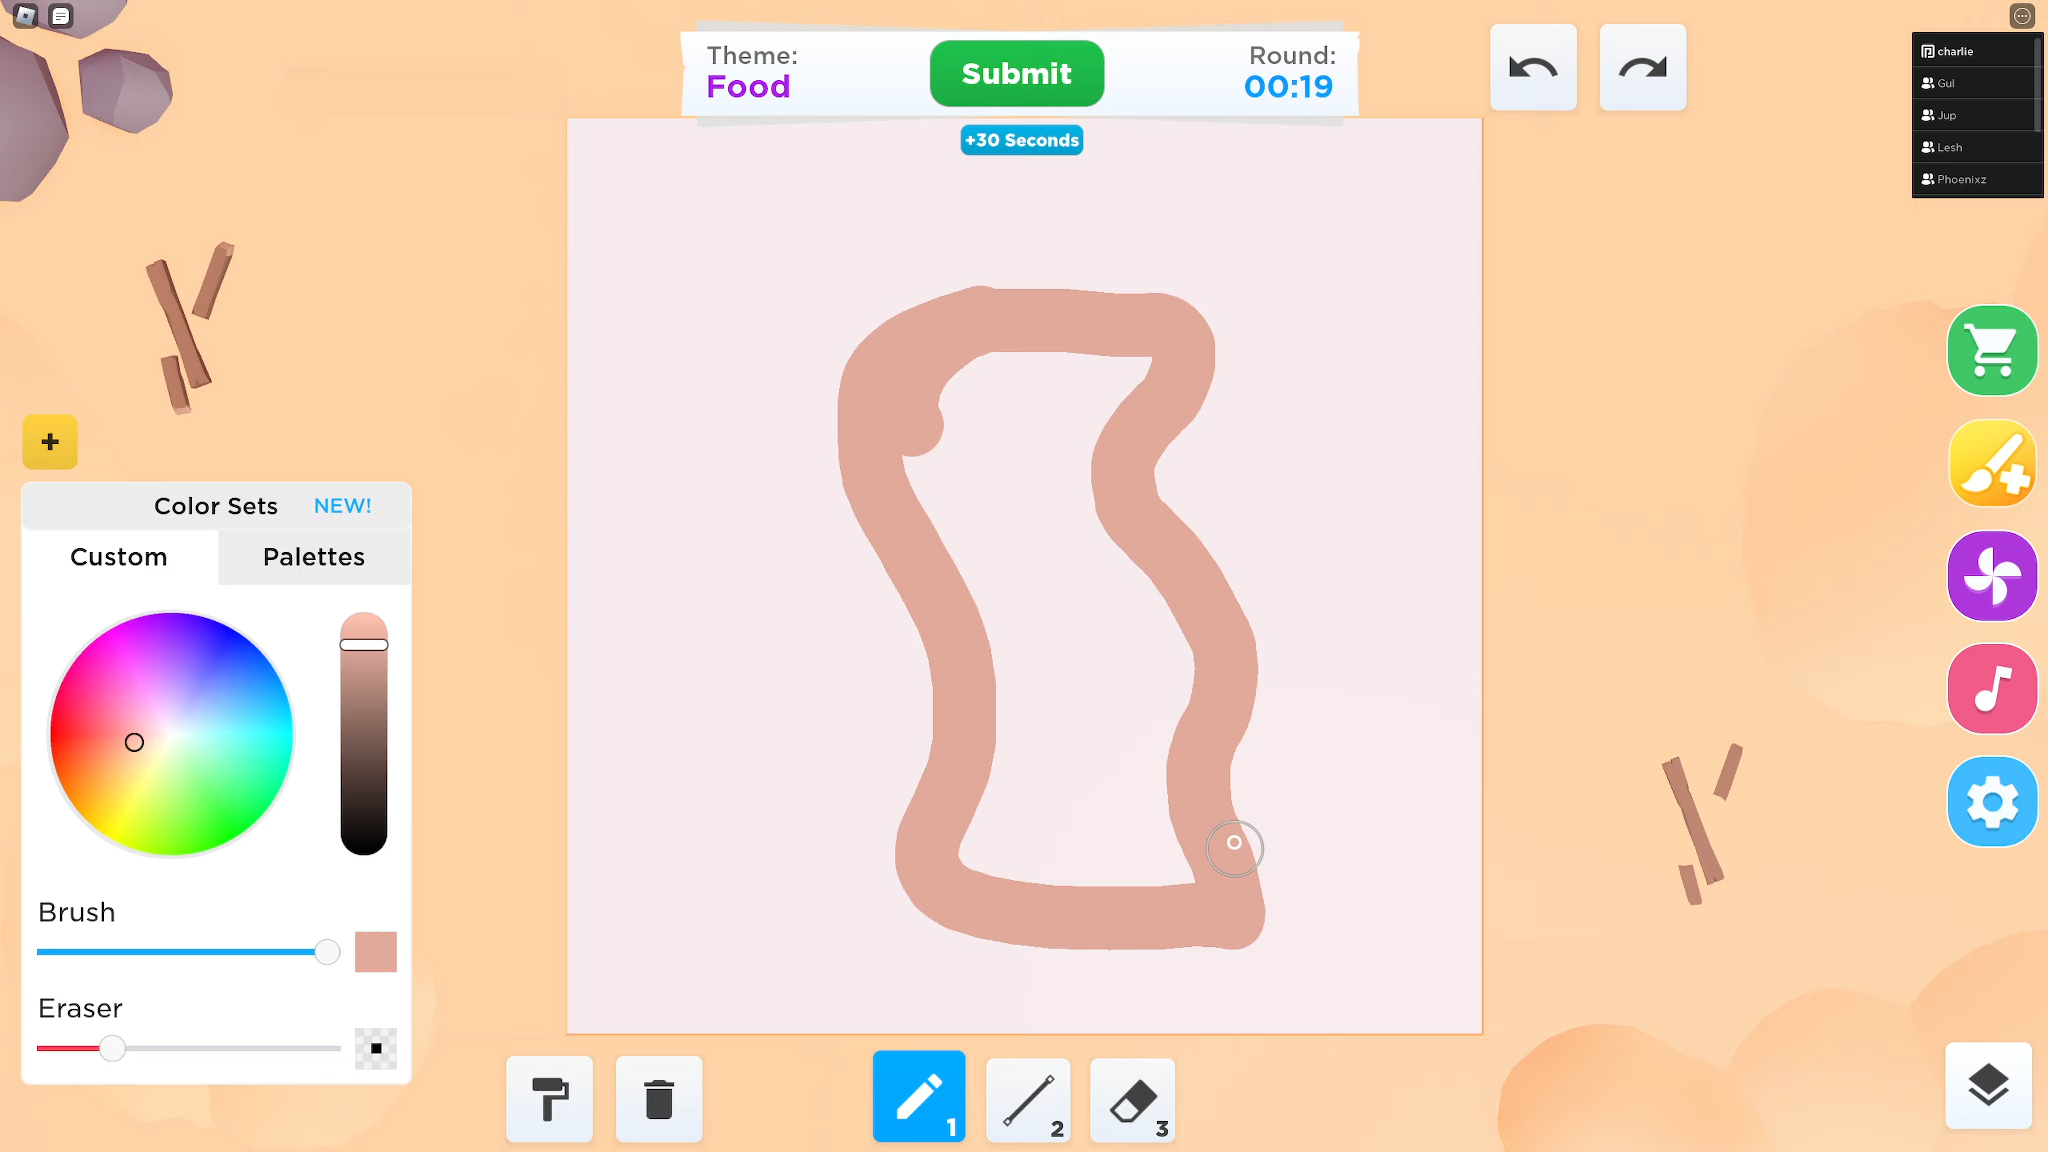 Theme:
Food
Submit
Round:
00:19
+30 Seconds
charlie
Gul
Jup
Lesh
Phoenixz
+
Color Sets NEW!
Custom
Palettes
Brush
Eraser
1
2
3